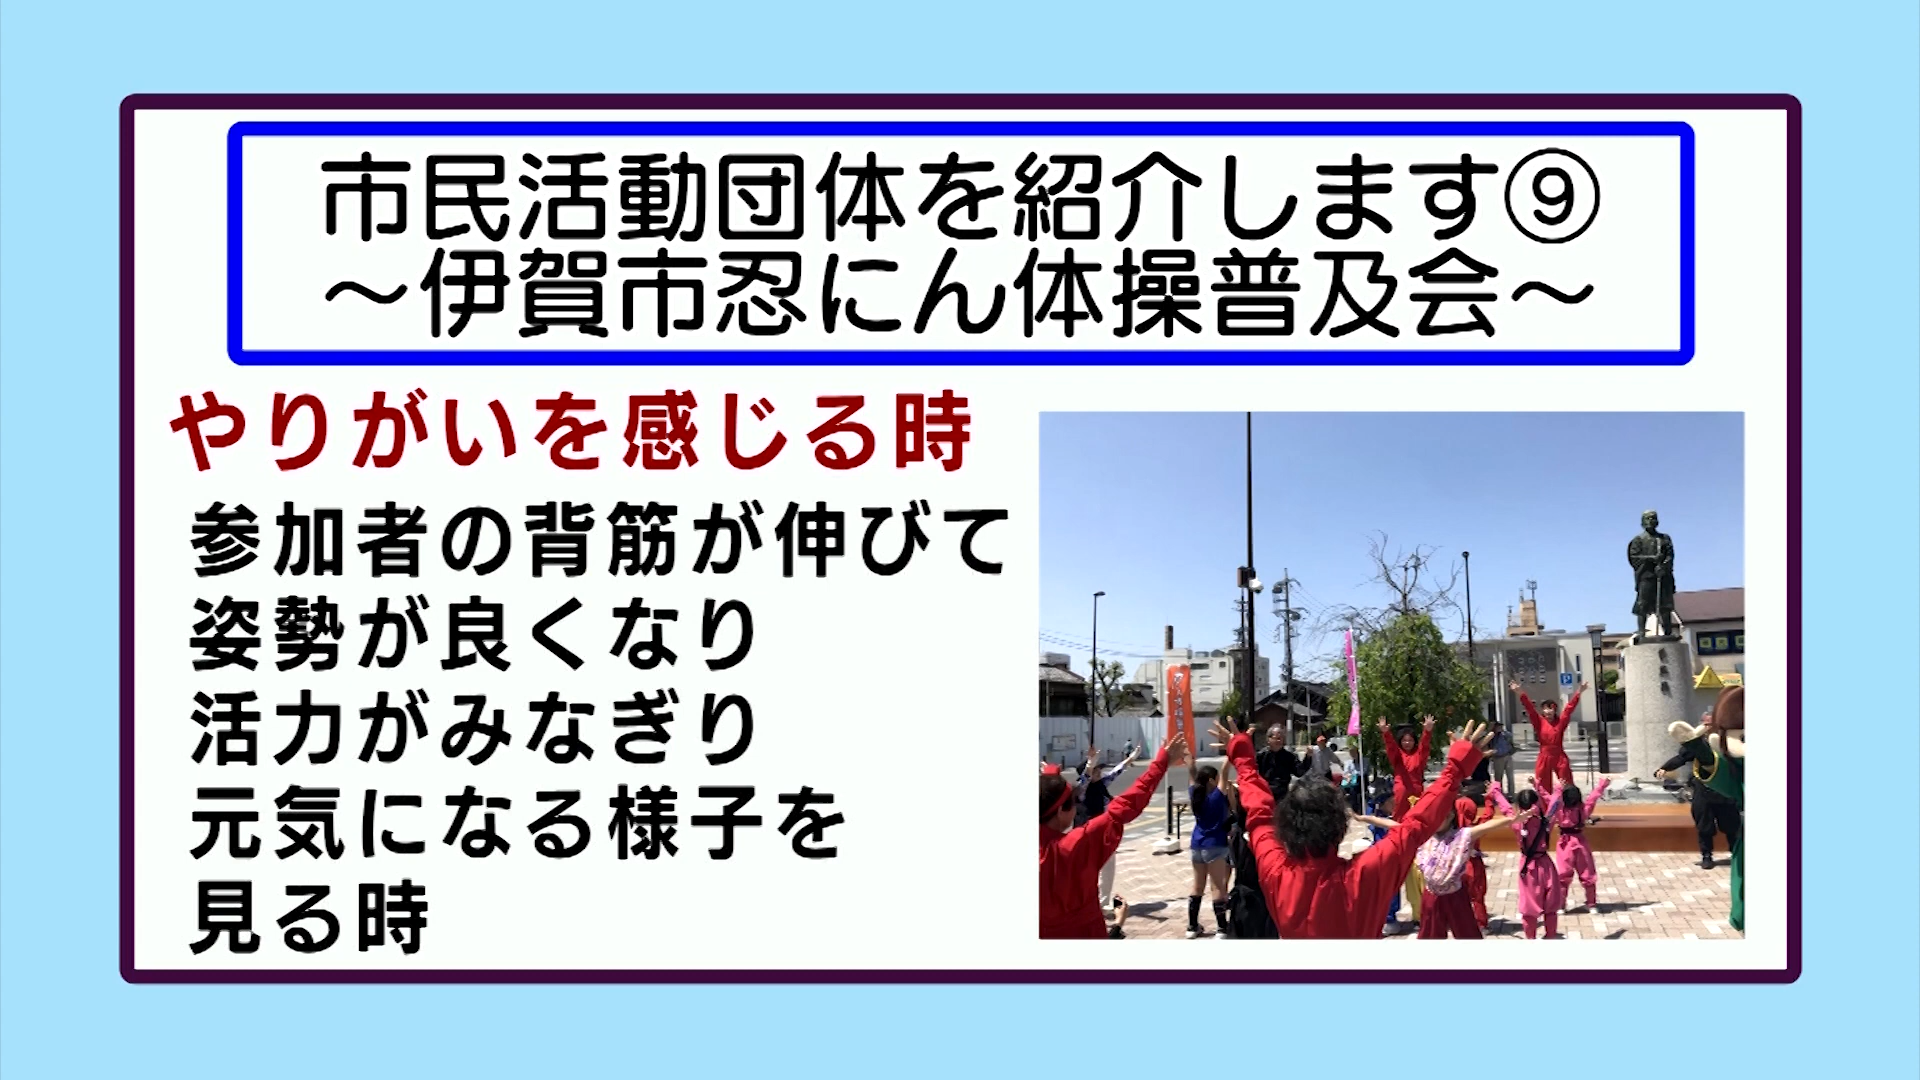 市民活動団体を紹介します⑨
～伊賀市忍にん体操普及会～
やりがいを感じる時
参加者の背筋が伸びて
姿勢が良くなり
活力がみなぎり
元気になる様子を
見る時